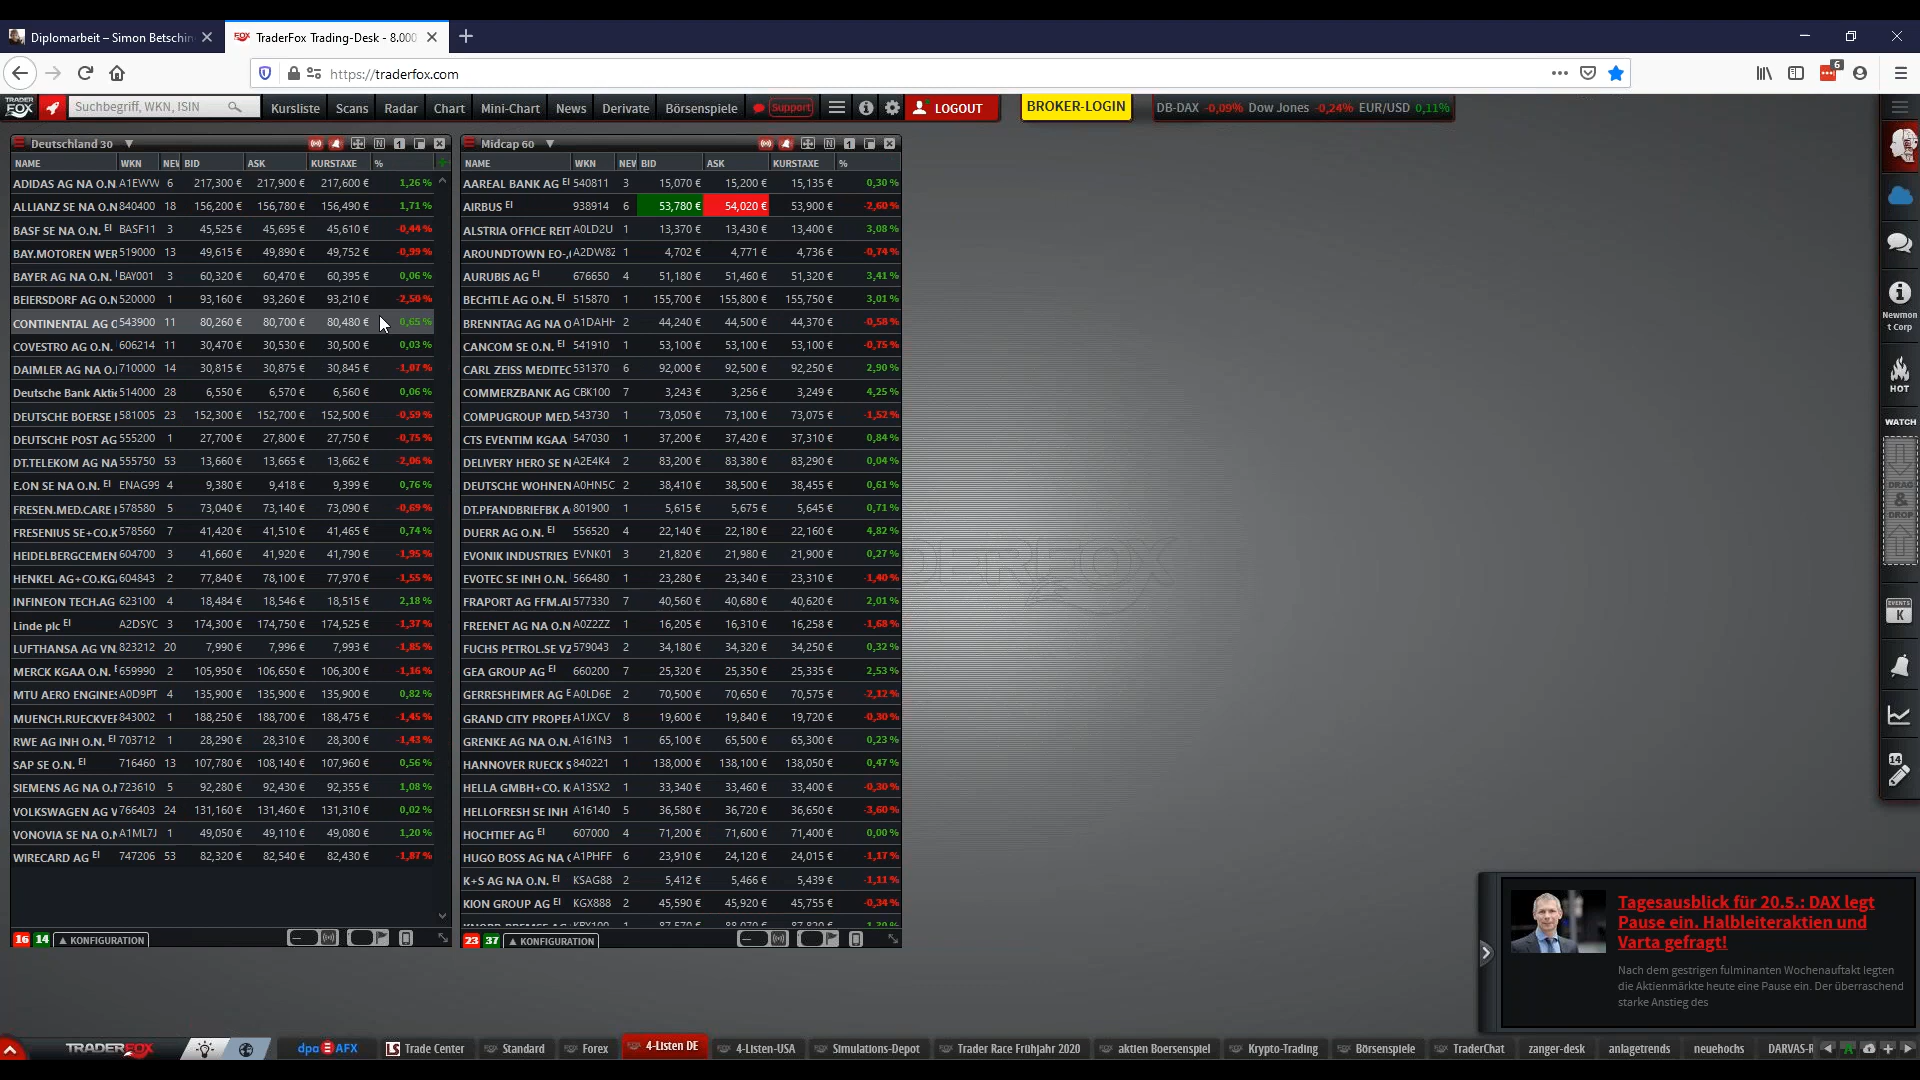 Diplomarbeit – Simon Betschin
TraderFox Trading-Desk - 8.000
https://traderfox.com
6
TRADER FOX
Suchbegriff, WKN, ISIN
Kursliste Scans Radar Chart Mini-Chart News Derivate Börsenspiele Support LOGOUT BROKER-LOGIN DB-DAX -0,09% Dow Jones -0,24% EUR/USD 0,11%
Deutschland 30
NAME WKN NEW BID ASK KURSTAXE %
ADIDAS AG NA O.N A1EWW 6 217,300 € 217,900 € 217,600 € 1,26 %
ALLIANZ SE NA O.N 840400 18 156,200 € 156,780 € 156,490 € 1,71 %
BASF SE NA O.N. EI BASF11 3 45,525 € 45,695 € 45,610 € -0,44 %
BAY.MOTOREN WER 519000 13 49,615 € 49,890 € 49,752 € -0,99 %
BAYER AG NA O.N. BAY001 3 60,320 € 60,470 € 60,395 € 0,06 %
BEIERSDORF AG O.N 520000 1 93,160 € 93,260 € 93,210 € -2,50 %
CONTINENTAL AG O 543900 11 80,260 € 80,700 € 80,480 € 0,65 %
COVESTRO AG O.N. 606214 11 30,470 € 30,530 € 30,500 € 0,03 %
DAIMLER AG NA O. 710000 14 30,815 € 30,875 € 30,845 € -1,07 %
Deutsche Bank Aktie 514000 28 6,550 € 6,570 € 6,560 € 0,06 %
DEUTSCHE BOERSE 581005 23 152,300 € 152,700 € 152,500 € -0,59 %
DEUTSCHE POST AG 555200 1 27,700 € 27,800 € 27,750 € -0,75 %
DT.TELEKOM AG NA 555750 53 13,660 € 13,665 € 13,662 € -2,06 %
E.ON SE NA O.N. EI ENAG99 4 9,380 € 9,418 € 9,399 € 0,76 %
FRESEN.MED.CARE 578580 5 73,040 € 73,140 € 73,090 € -0,69 %
FRESENIUS SE+CO.K 578560 7 41,420 € 41,510 € 41,465 € 0,74 %
HEIDELBERGCEMEN 604700 3 41,660 € 41,920 € 41,790 € -1,95 %
HENKEL AG+CO.KG 604843 2 77,840 € 78,100 € 77,970 € -1,55 %
INFINEON TECH.AG 623100 4 18,484 € 18,546 € 18,515 € 2,18 %
Linde plc EI A2DSYC 3 174,300 € 174,750 € 174,525 € -1,37 %
LUFTHANSA AG VN 823212 20 7,990 € 7,996 € 7,993 € -1,85 %
MERCK KGAA O.N. 659990 2 105,950 € 106,650 € 106,300 € -1,16 %
MTU AERO ENGINE A0D9PT 4 135,900 € 135,900 € 135,900 € 0,82 %
MUENCH.RUECKVE 843002 1 188,250 € 188,700 € 188,475 € -1,45 %
RWE AG INH O.N. EI 703712 1 28,290 € 28,310 € 28,300 € -1,43 %
SAP SE O.N. EI 716460 13 107,780 € 108,140 € 107,960 € 0,56 %
SIEMENS AG NA O. 723610 5 92,280 € 92,430 € 92,355 € 1,08 %
VOLKSWAGEN AG V 766403 24 131,160 € 131,460 € 131,310 € 0,02 %
VONOVIA SE NA O. A1ML7J 1 49,050 € 49,110 € 49,080 € 1,20 %
WIRECARD AG EI 747206 53 82,320 € 82,540 € 82,430 € -1,87 %
16 14 KONFIGURATION
Midcap 60
NAME WKN NEW BID ASK KURSTAXE %
AAREAL BANK AG EI 540811 3 15,070 € 15,200 € 15,135 € 0,30 %
AIRBUS EI 938914 6 53,780 € 54,020 € 53,900 € -2,60 %
ALSTRIA OFFICE REIT A0LD2U 1 13,370 € 13,430 € 13,400 € 3,08 %
AROUNDTOWN EO-, A2DW8Z 1 4,702 € 4,771 € 4,736 € -0,74 %
AURUBIS AG EI 676650 4 51,180 € 51,460 € 51,320 € 3,41 %
BECHTLE AG O.N. EI 515870 1 155,700 € 155,800 € 155,750 € 3,01 %
BRENNTAG AG NA O A1DAHH 2 44,240 € 44,500 € 44,370 € -0,58 %
CANCOM SE O.N. EI 541910 1 53,100 € 53,100 € 53,100 € -0,75 %
CARL ZEISS MEDITEC 531370 6 92,000 € 92,500 € 92,250 € 2,90 %
COMMERZBANK AG CBK100 7 3,243 € 3,256 € 3,249 € 4,25 %
COMPUGROUP MED. 543730 1 73,050 € 73,100 € 73,075 € -1,52 %
CTS EVENTIM KGAA 547030 1 37,200 € 37,420 € 37,310 € 0,84 %
DELIVERY HERO SE N A2E4K4 2 83,200 € 83,380 € 83,290 € 0,04 %
DEUTSCHE WOHNEN A0HN5C 2 38,410 € 38,500 € 38,455 € 0,61 %
DT.PFANDBRIEFBK A 801900 1 5,615 € 5,675 € 5,645 € 0,71 %
DUERR AG O.N. EI 556520 4 22,140 € 22,180 € 22,160 € 4,82 %
EVONIK INDUSTRIES EVNK01 3 21,820 € 21,980 € 21,900 € 0,27 %
EVOTEC SE INH O.N. 566480 1 23,280 € 23,340 € 23,310 € -1,40 %
FRAPORT AG FFM.AI 577330 7 40,560 € 40,680 € 40,620 € 2,01 %
FREENET AG NA O.N A0Z2ZZ 1 16,205 € 16,310 € 16,258 € -1,68 %
FUCHS PETROL.SE VZ 579043 2 34,180 € 34,320 € 34,250 € 0,32 %
GEA GROUP AG EI 660200 7 25,320 € 25,350 € 25,335 € 2,53 %
GERRESHEIMER AG A0LD6E 2 70,500 € 70,650 € 70,575 € -2,12 %
GRAND CITY PROPE A1JXCV 8 19,600 € 19,840 € 19,720 € -0,30 %
GRENKE AG NA O.N. A161N3 1 65,100 € 65,500 € 65,300 € 0,23 %
HANNOVER RUECK S 840221 1 138,000 € 138,100 € 138,050 € 0,47 %
HELLA GMBH+CO. K A13SX2 1 33,340 € 33,460 € 33,400 € -0,30 %
HELLOFRESH SE INH A16140 5 36,580 € 36,720 € 36,650 € -3,60 %
HOCHTIEF AG EI 607000 4 71,200 € 71,600 € 71,400 € 0,00 %
HUGO BOSS AG NA A1PHFF 6 23,910 € 24,120 € 24,015 € -1,17 %
K+S AG NA O.N. EI KSAG88 2 5,412 € 5,466 € 5,439 € -1,11 %
KION GROUP AG EI KGX888 2 45,590 € 45,920 € 45,755 € -0,34 %
23 37 KONFIGURATION
Newmon
t Corp
HOT
WATCH
DRAG
&
DROP
EVENTS
K
14
Tagesausblick für 20.5.: DAX legt
Pause ein. Halbleiteraktien und
Varta gefragt!
Nach dem gestrigen fulminanten Wochenauftakt legten
die Aktienmärkte heute eine Pause ein. Der überraschend
starke Anstieg des
TRADERFOX dpa AFX Trade Center Standard Forex 4-Listen DE 4-Listen-USA Simulations-Depot Trader Race Frühjahr 2020 aktien Boersenspiel Krypto-Trading Börsenspiele TraderChat zanger-desk anlagetrends neuehochs DARVAS-R